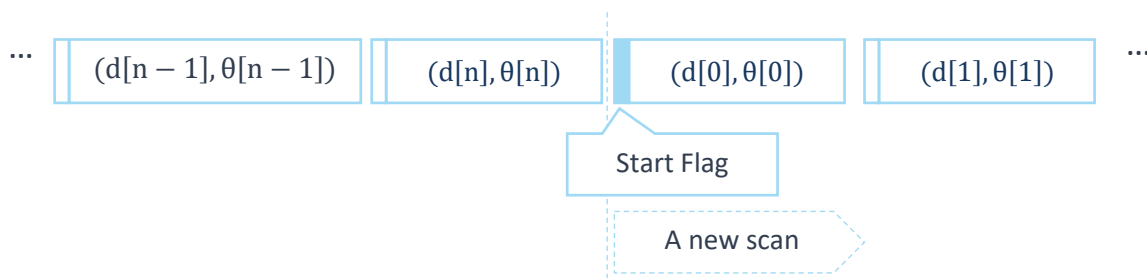 ... (d[n − 1], θ[n − 1]) (d[n], θ[n]) (d[0], θ[0]) (d[1], θ[1]) ...
Start Flag
A new scan